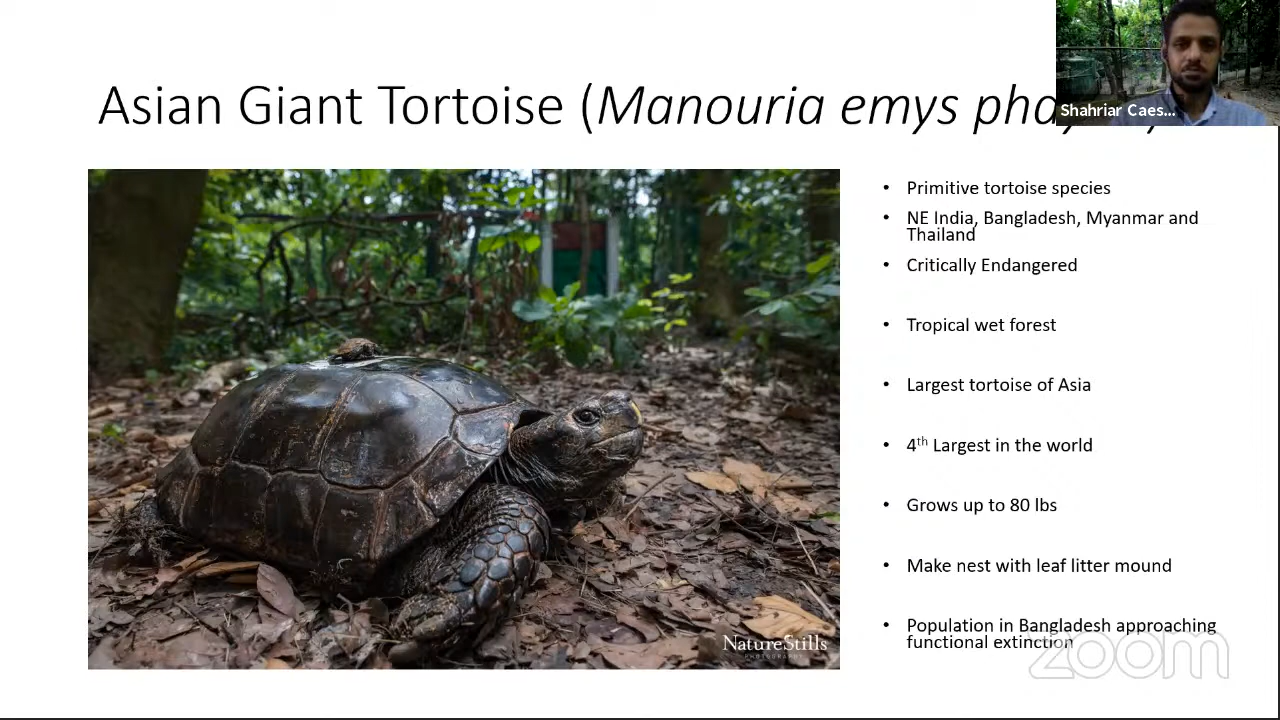 Asian Giant Tortoise (Manouria emys
Shahriar Caes...
• Primitive tortoise species
• NE India, Bangladesh, Myanmar and
Thailand
• Critically Endangered
• Tropical wet forest
• Largest tortoise of Asia
• 4th Largest in the world
• Grows up to 80 lbs
• Make nest with leaf litter mound
• Population in Bangladesh approaching
functional extinction
NatureStills
PHOTOGRAPHY
zoom